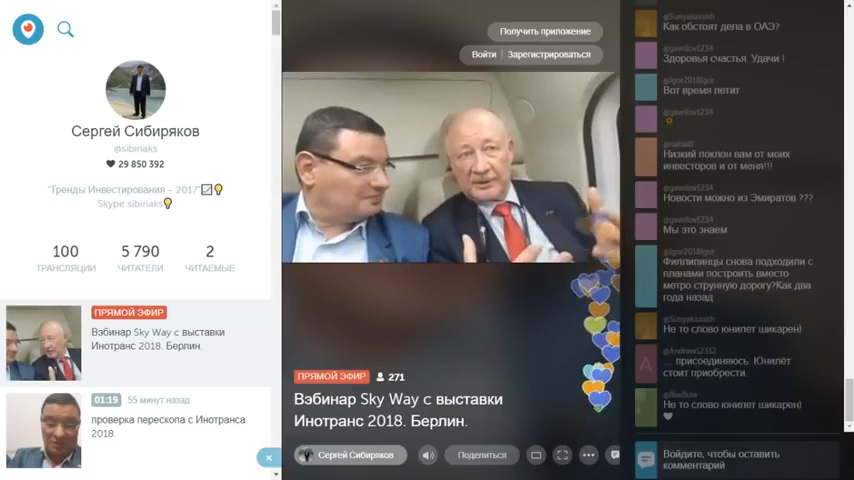 Сергей Сибиряков
@sibiriaks
29 850 392
"Тренды Инвестирования – 2017"
Skype:sibiriaks
100
ТРАНСЛЯЦИИ
5 790
ЧИТАТЕЛИ
2
ЧИТАЕМЫЕ
ПРЯМОЙ ЭФИР
Вэбинар Sky Way с выставки
Инотранс 2018. Берлин.
01:19 55 минут назад
проверка перескопа с Инотранса
2018.
Получить приложение
Войти | Зарегистрироваться
ПРЯМОЙ ЭФИР 271
Вэбинар Sky Way с выставки
Инотранс 2018. Берлин.
Сергей Сибиряков
Поделиться
Как обстоят дела в ОАЭ?
@gavrilov1234
Здоровья счастья. Удачи !
@Igor2018Igor
Вот время летит
@gavrilov1234
Низкий поклон вам от моих
инвесторов и от меня!!!
@gavrilov1234
Новости можно из Эмиратов ???
@gavrilov1234
Мы это знаем
@Igor2018Igor
Филлипинцы снова подходили с
планами построить вместо
метро струнную дорогу?Как два
года назад
Не то слово юнипет шикарен)
@Andrew12312
... присоединяюсь. Юнипёт
стоит приобрести.
Не то слово юнипет шикарен)
Войдите, чтобы оставить
комментарий